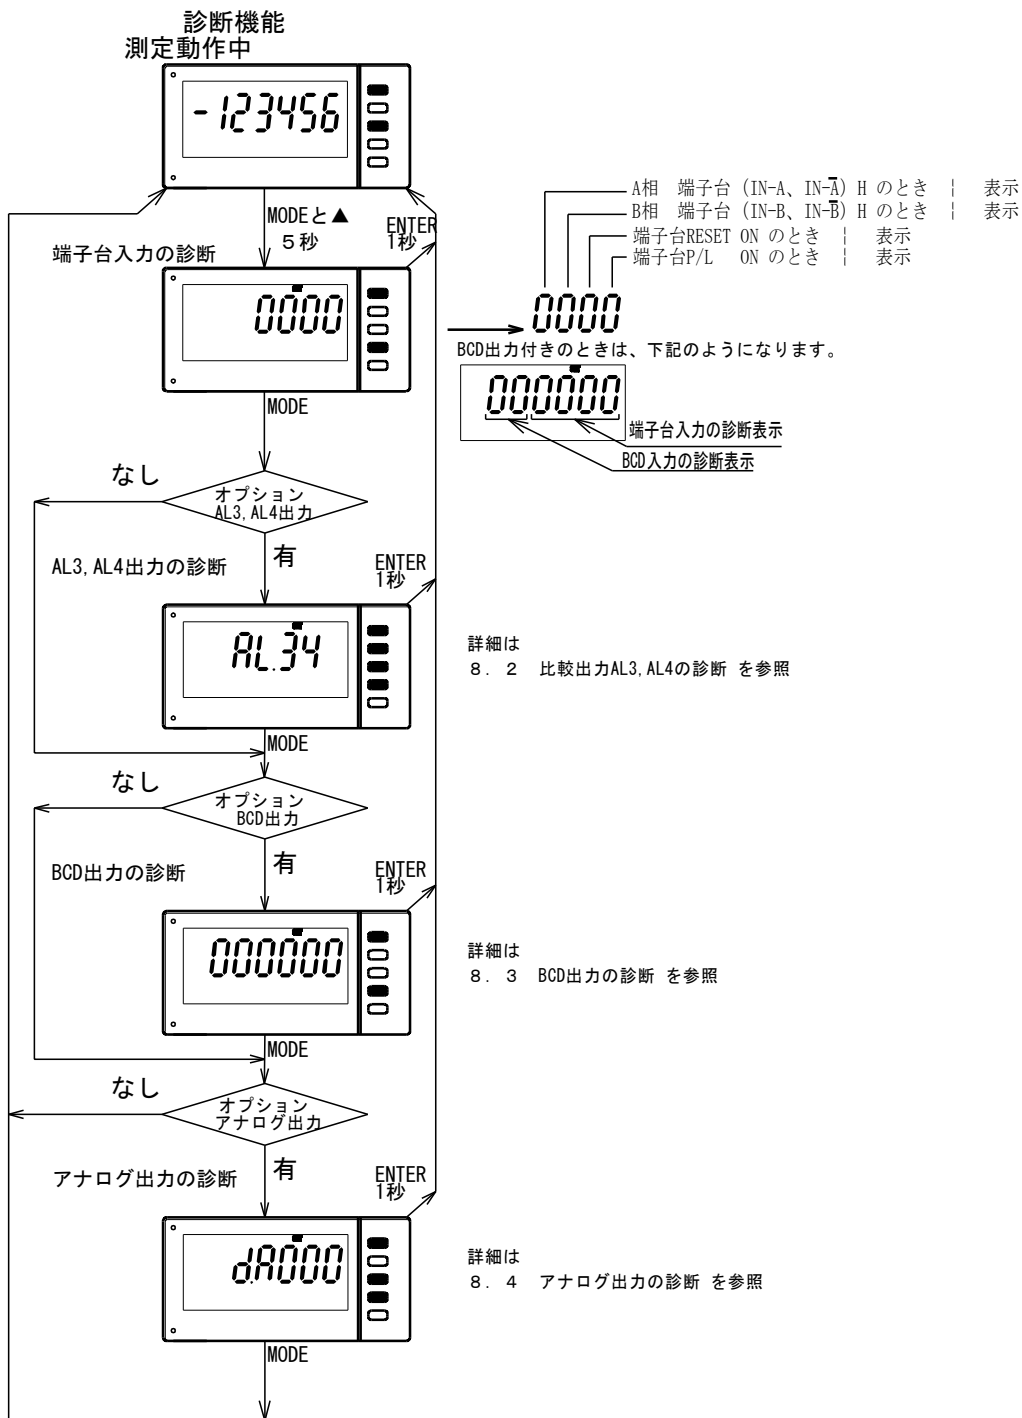 診断機能
測定動作中
-123456
MODEと▲
5秒
ENTER
1秒
端子台入力の診断
0000
MODE
A相 端子台 (IN-A、IN-A̅) H のとき ¦ 表示
B相 端子台 (IN-B、IN-B̅) H のとき ¦ 表示
端子台RESET ON のとき ¦ 表示
端子台P/L ON のとき ¦ 表示
0000
BCD出力付きのときは、下記のようになります。
000000
端子台入力の診断表示
BCD入力の診断表示
なし
オプション
AL3,AL4出力
有
AL3,AL4出力の診断
ENTER
1秒
AL.34
詳細は
8.2 比較出力AL3,AL4の診断 を参照
MODE
なし
オプション
BCD出力
有
BCD出力の診断
ENTER
1秒
000000
詳細は
8.3 BCD出力の診断 を参照
MODE
なし
オプション
アナログ出力
有
アナログ出力の診断
ENTER
1秒
d.A000
詳細は
8.4 アナログ出力の診断 を参照
MODE